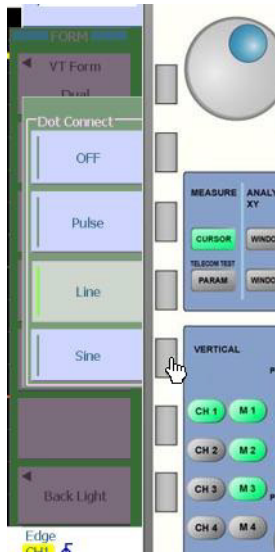 FORM
VT Form
Dual
Dot Connect
OFF
Pulse
Line
Sine
Back Light
Edge
CH1
MEASURE
ANALY
XY
CURSOR
WINDO
TELECOM TEST
PARAM
WINDO
VERTICAL
P
CH 1
M 1
CH 2
M 2
CH 3
M 3
P
CH 4
M 4